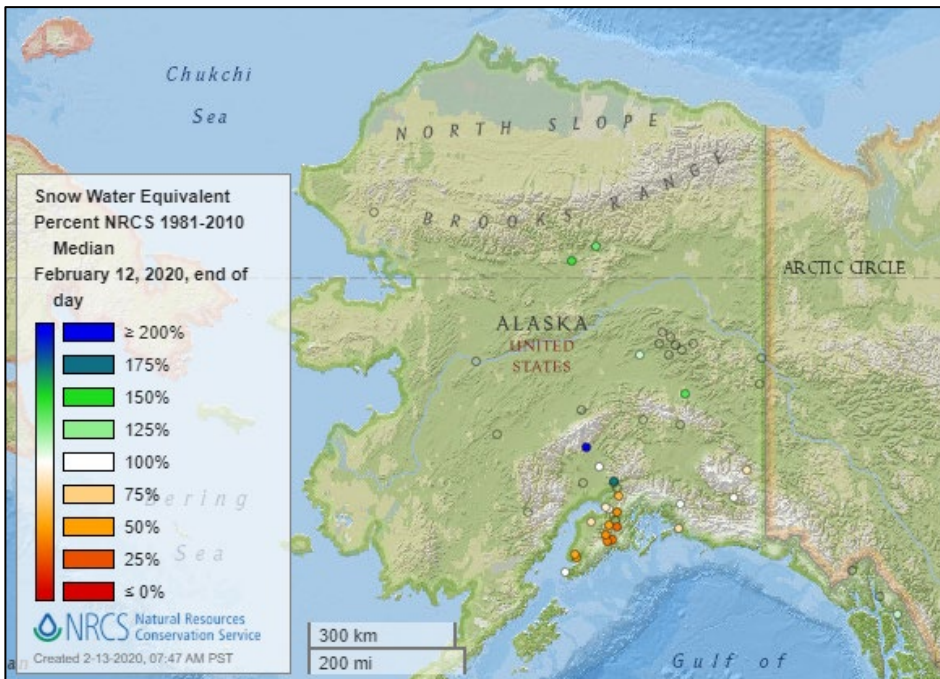 Chukchi
Sea
NORTH SLOPE
BROOKS RANGE
ARCTIC CIRCLE
ALASKA
UNITED
STATES
Bering
Sea
Gulf of
Snow Water Equivalent
Percent NRCS 1981-2010
Median
February 12, 2020, end of
day
≥ 200%
175%
150%
125%
100%
75%
50%
25%
≤ 0%
NRCS Natural Resources
Conservation Service
Created 2-13-2020, 07:47 AM PST
300 km
200 mi